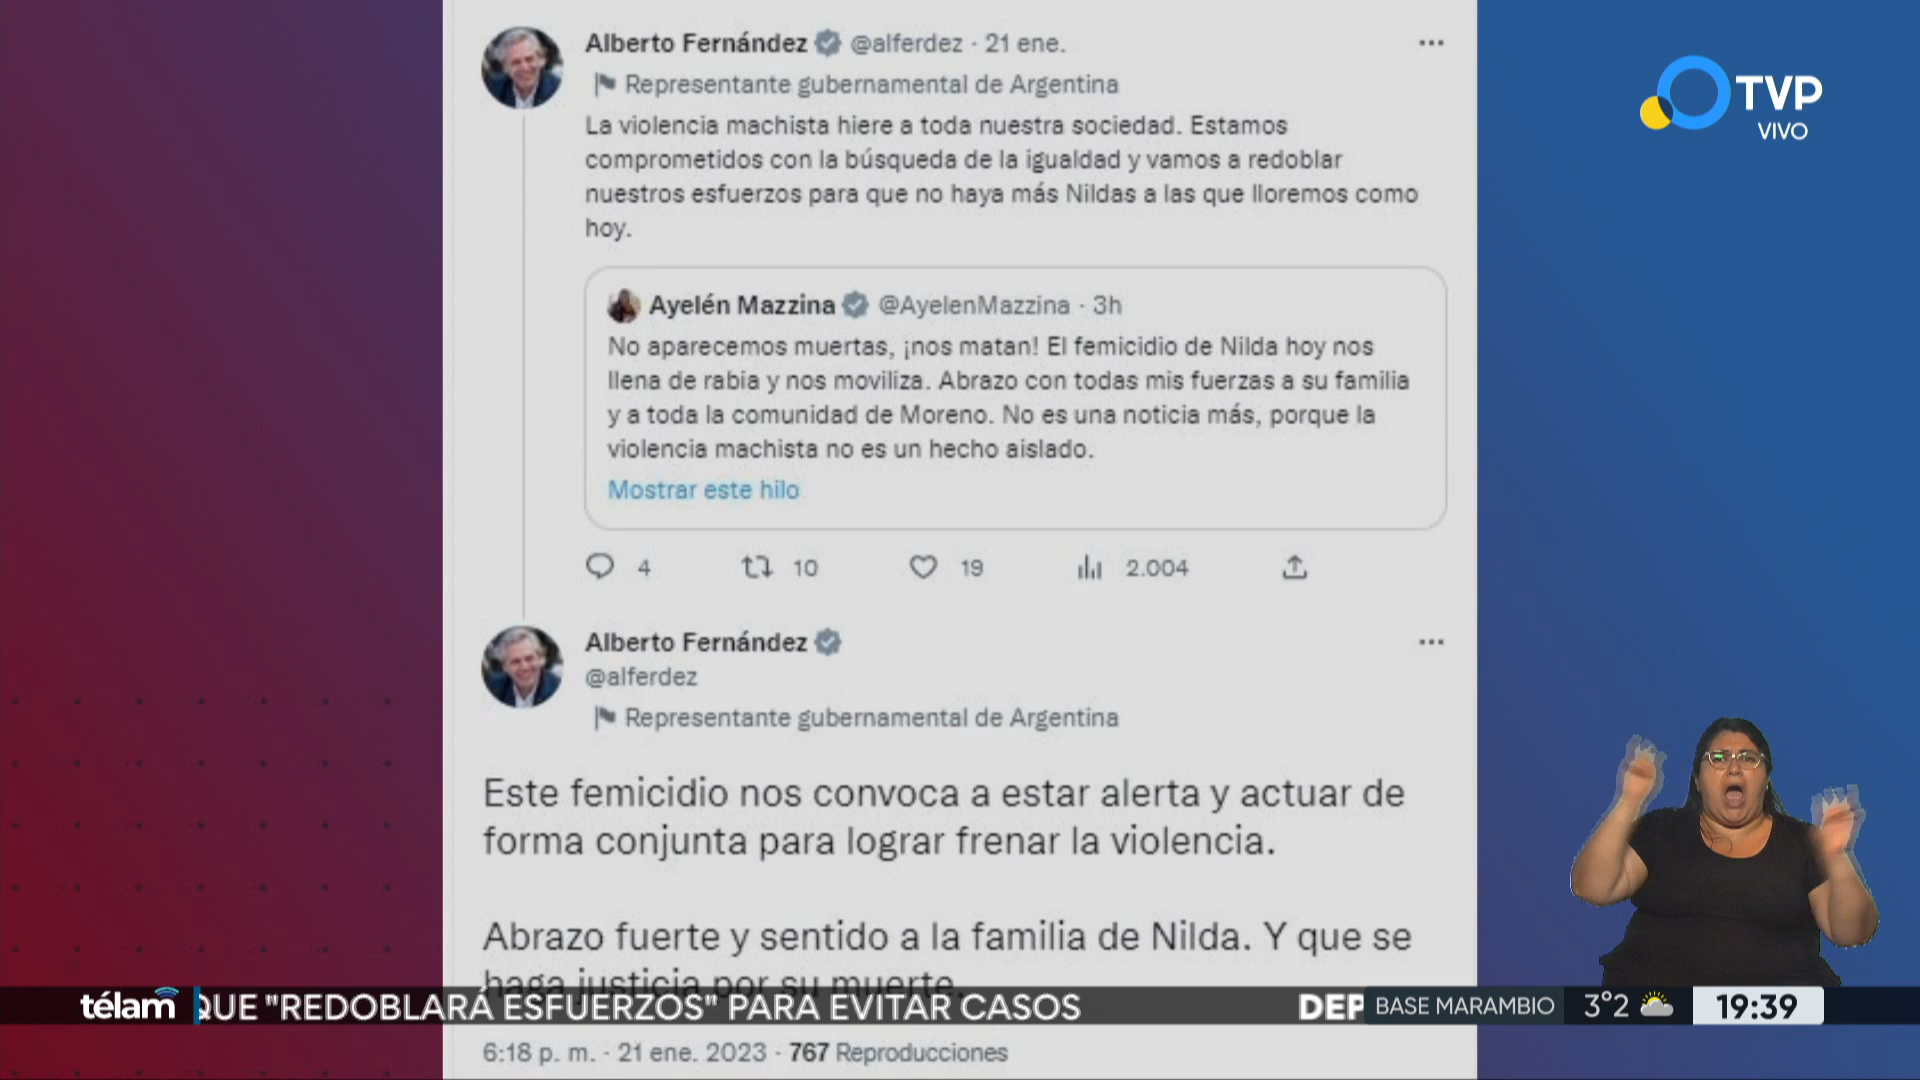 Alberto Fernández @alferdez · 21 ene.
Representante gubernamental de Argentina
La violencia machista hiere a toda nuestra sociedad. Estamos
comprometidos con la búsqueda de la igualdad y vamos a redoblar
nuestros esfuerzos para que no haya más Nildas a las que lloremos como
hoy.
Ayelén Mazzina @AyelenMazzina · 3h
No aparecemos muertas, ¡nos matan! El femicidio de Nilda hoy nos
llena de rabia y nos moviliza. Abrazo con todas mis fuerzas a su familia
y a toda la comunidad de Moreno. No es una noticia más, porque la
violencia machista no es un hecho aislado.
Mostrar este hilo
4 10 19 2.004
Alberto Fernández
@alferdez
Representante gubernamental de Argentina
Este femicidio nos convoca a estar alerta y actuar de
forma conjunta para lograr frenar la violencia.
Abrazo fuerte y sentido a la familia de Nilda. Y que se
haga justicia por su muerte.
6:18 p. m. · 21 ene. 2023 · 767 Reproducciones
TVP
VIVO
télam QUE "REDOBLARÁ ESFUERZOS" PARA EVITAR CASOS DEP BASE MARAMBIO 3°2 19:39